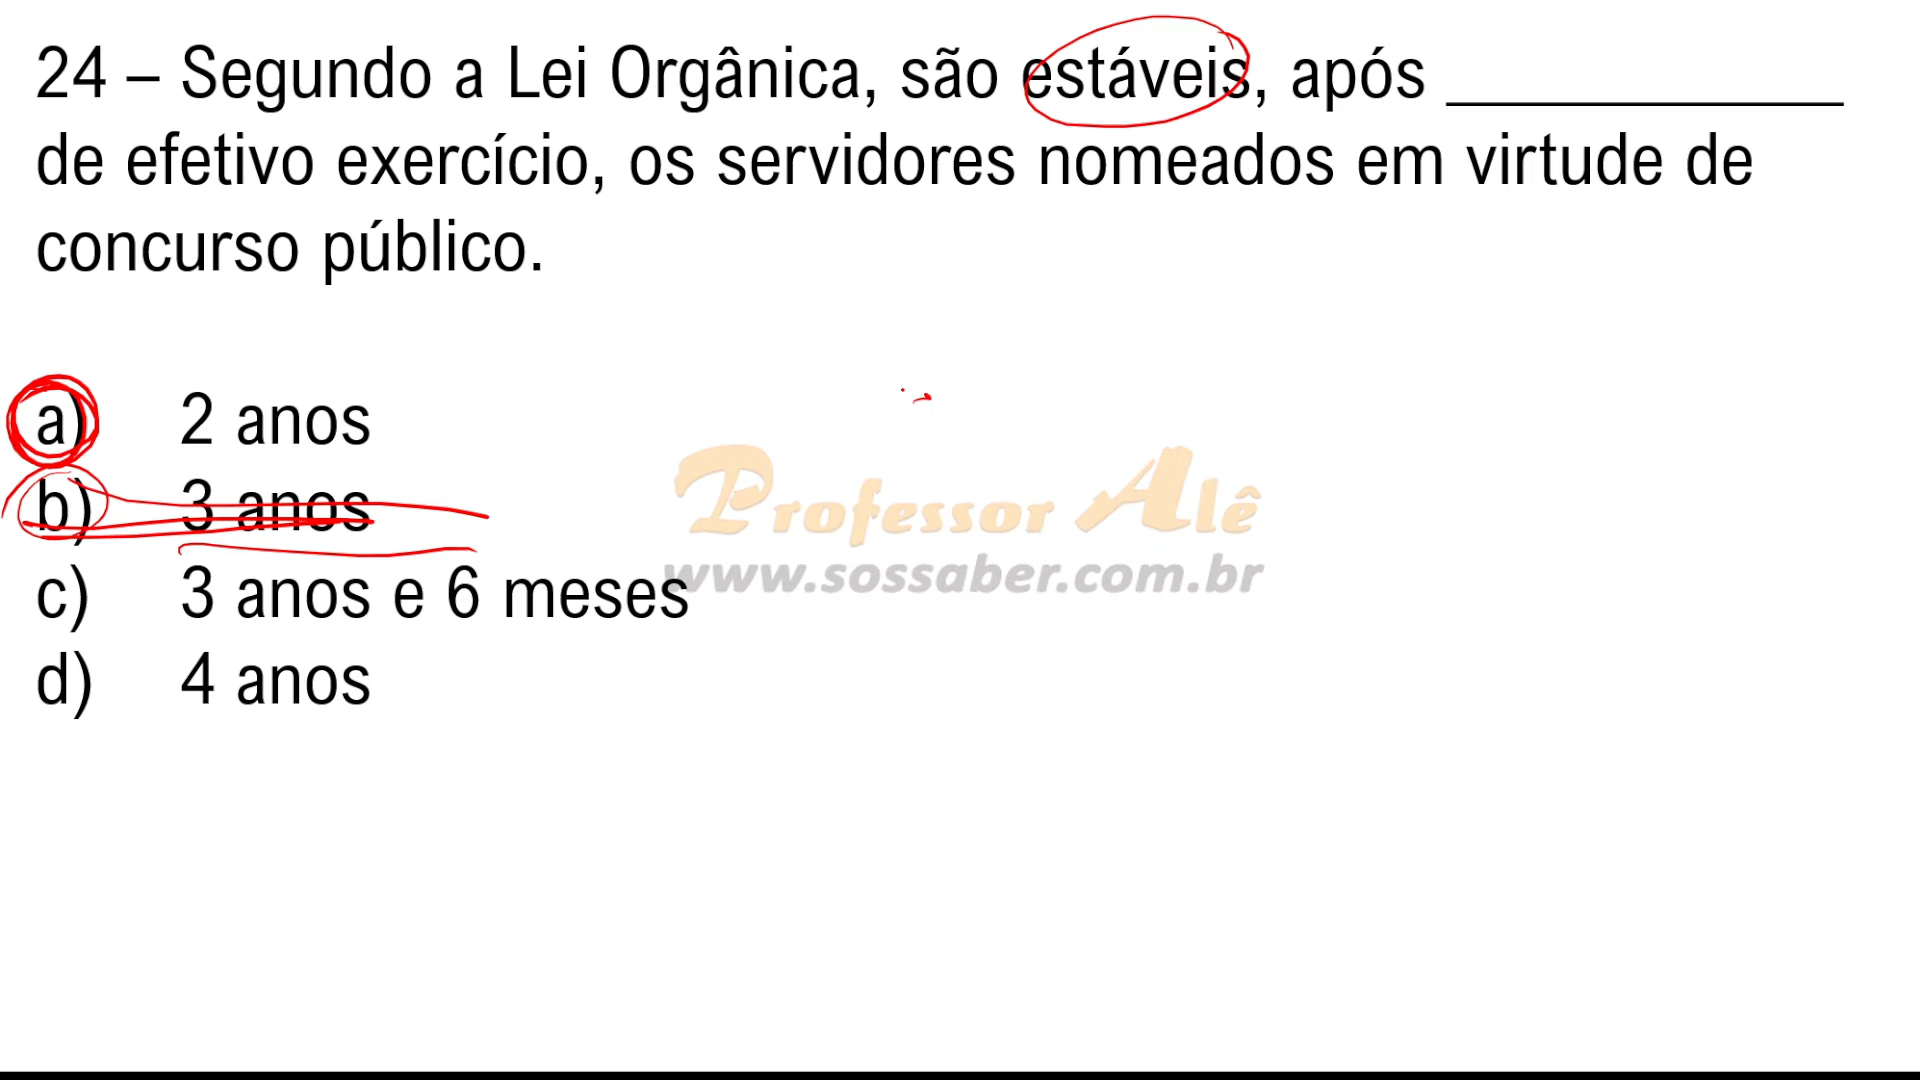 24 – Segundo a Lei Orgânica, são estáveis, após ____________
de efetivo exercício, os servidores nomeados em virtude de
concurso público.
a) 2 anos
b) 3 anos
Professor Alê
www.sossaber.com.br
c) 3 anos e 6 meses
d) 4 anos